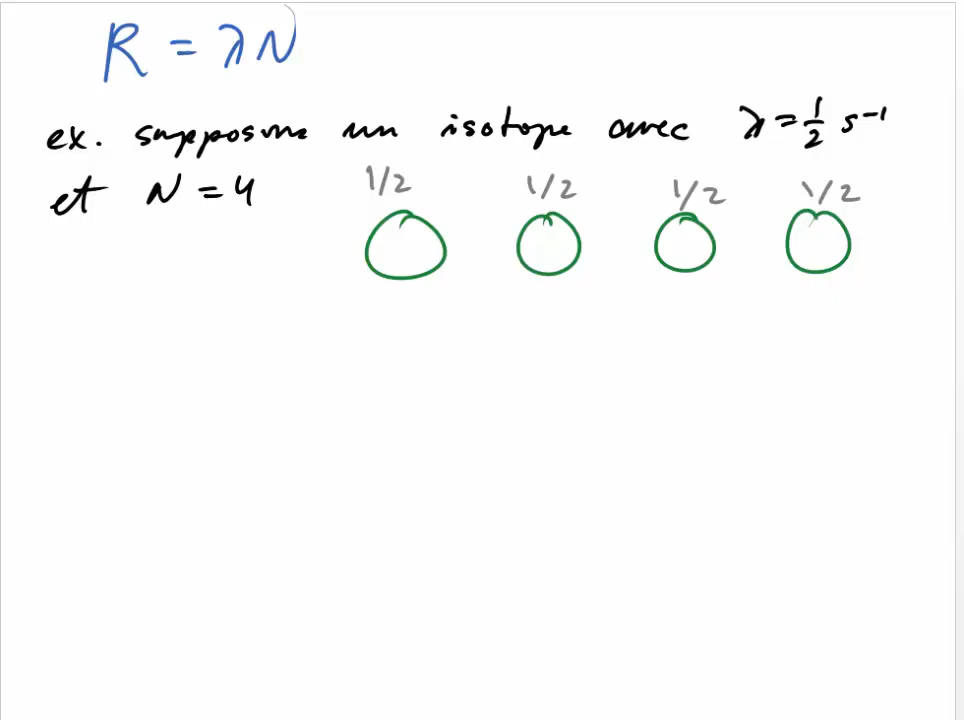 R = λN
ex. supposons un isotope avec λ = 1/2 s⁻¹
et N = 4
1/2 1/2 1/2 1/2